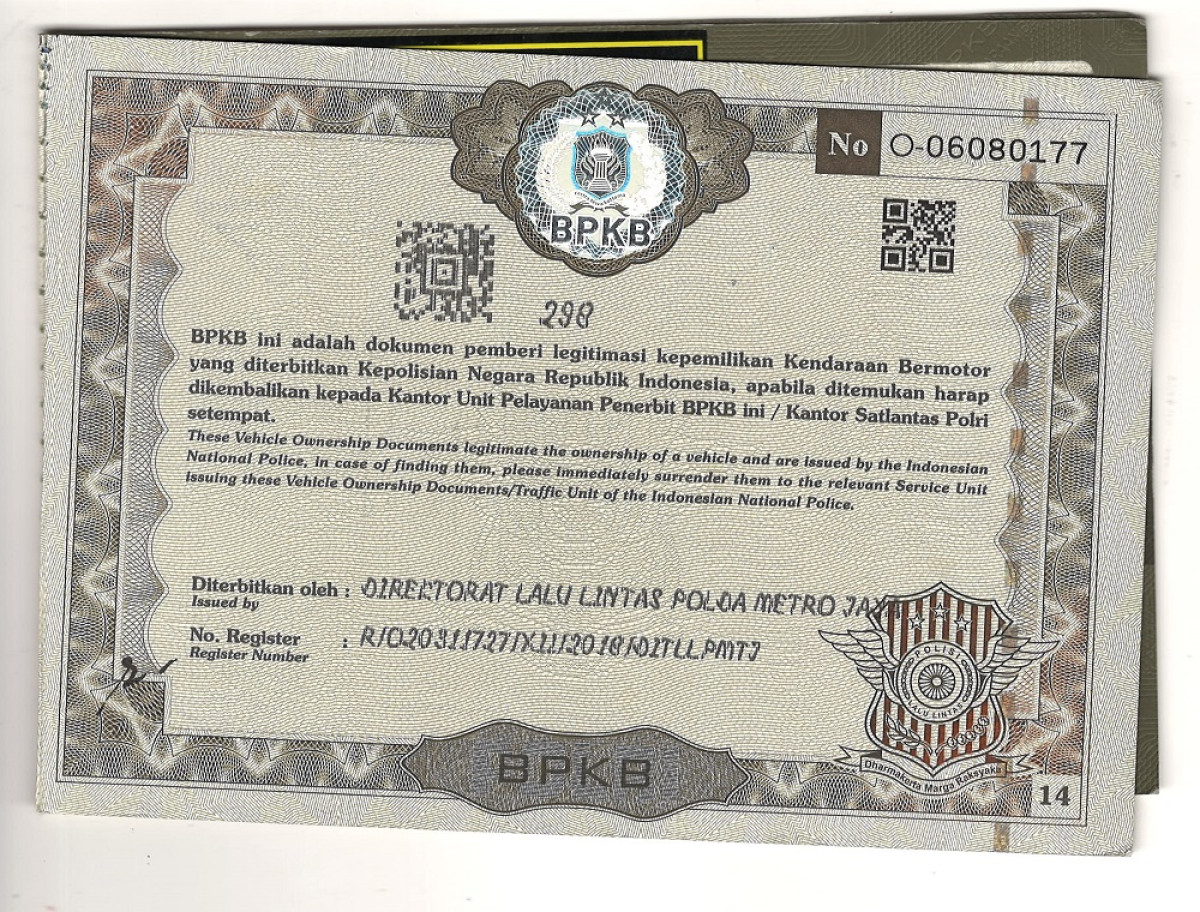 No O-06080177
BPKB
298
BPKB ini adalah dokumen pemberi legitimasi kepemilikan Kendaraan Bermotor
yang diterbitkan Kepolisian Negara Republik Indonesia, apabila ditemukan harap
dikembalikan kepada Kantor Unit Pelayanan Penerbit BPKB ini / Kantor Satlantas Polri
setempat.
These Vehicle Ownership Documents legitimate the ownership of a vehicle and are issued by the Indonesian
National Police, in case of finding them, please immediately surrender them to the relevant Service Unit
issuing these Vehicle Ownership Documents/Traffic Unit of the Indonesian National Police.
Diterbitkan oleh : DIREKTORAT LALU LINTAS POLDA METRO JAYA
Issued by
No. Register : R/020311727/XII/2018/DITLLPMTJ
Register Number
POLISI
LALU LINTAS
Dharmakerta Marga Raksyaka
BPKB
14